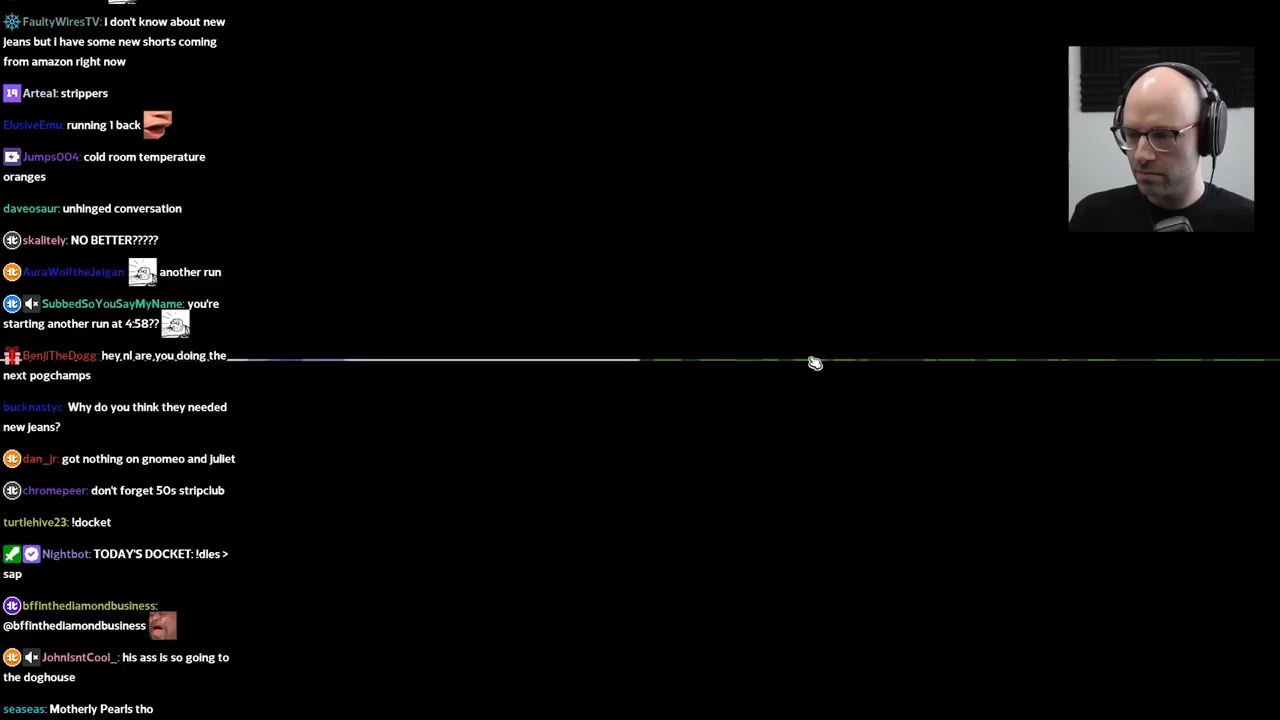 FaultyWiresTV: i don't know about new
jeans but i have some new shorts coming
from amazon right now
19 Artea1: strippers
ElusiveEmu: running 1 back
Jumps004: cold room temperature
oranges
daveosaur: unhinged conversation
skalitely: NO BETTER?????
AuraWolftheJeigan: another run
SubbedSoYouSayMyName: you're
starting another run at 4:58??
BenjiTheDogg: hey nl are you doing the
next pogchamps
bucknastyc: Why do you think they needed
new jeans?
dan_jr: got nothing on gnomeo and juliet
chromepeer: don't forget 50s stripclub
turtlehive23: !docket
Nightbot: TODAY'S DOCKET: !dles >
sap
bffinthediamondbusiness:
@bffinthediamondbusiness
JohnIsntCool_: his ass is so going to
the doghouse
seaseas: Motherly Pearls tho